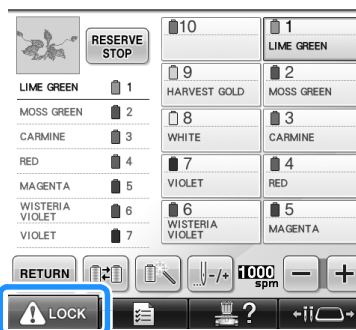 RESERVE
STOP
LIME GREEN 1
MOSS GREEN 2
CARMINE 3
RED 4
MAGENTA 5
WISTERIA
VIOLET 6
VIOLET 7
10
1
LIME GREEN
9
HARVEST GOLD
2
MOSS GREEN
8
WHITE
3
CARMINE
7
VIOLET
4
RED
6
WISTERIA
VIOLET
5
MAGENTA
RETURN
-/+
1000
spm
- +
LOCK
?